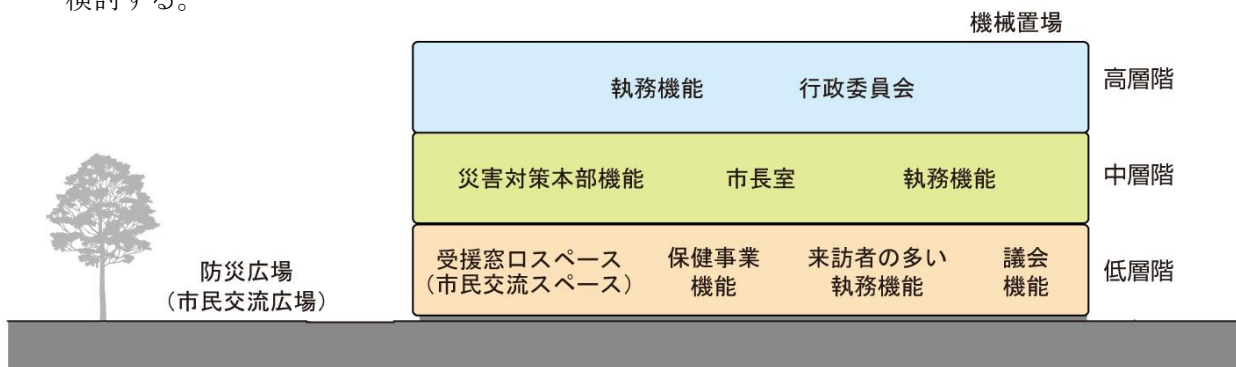 検討する。
機械置場
執務機能 行政委員会
高層階
災害対策本部機能 市長室 執務機能
中層階
受援窓口スペース
(市民交流スペース)
保健事業
機能
来訪者の多い
執務機能
議会
機能
低層階
防災広場
(市民交流広場)